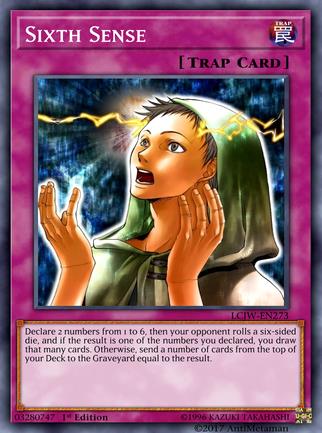 Sixth Sense
TRAP
罠
[Trap Card]
LCJW-EN273
Declare 2 numbers from 1 to 6, then your opponent rolls a six-sided
die, and if the result is one of the numbers you declared, you draw
that many cards. Otherwise, send a number of cards from the top of
your Deck to the Graveyard equal to the result.
03280747 1st Edition ©1996 KAZUKI TAKAHASHI
©2017 AntiMetaman